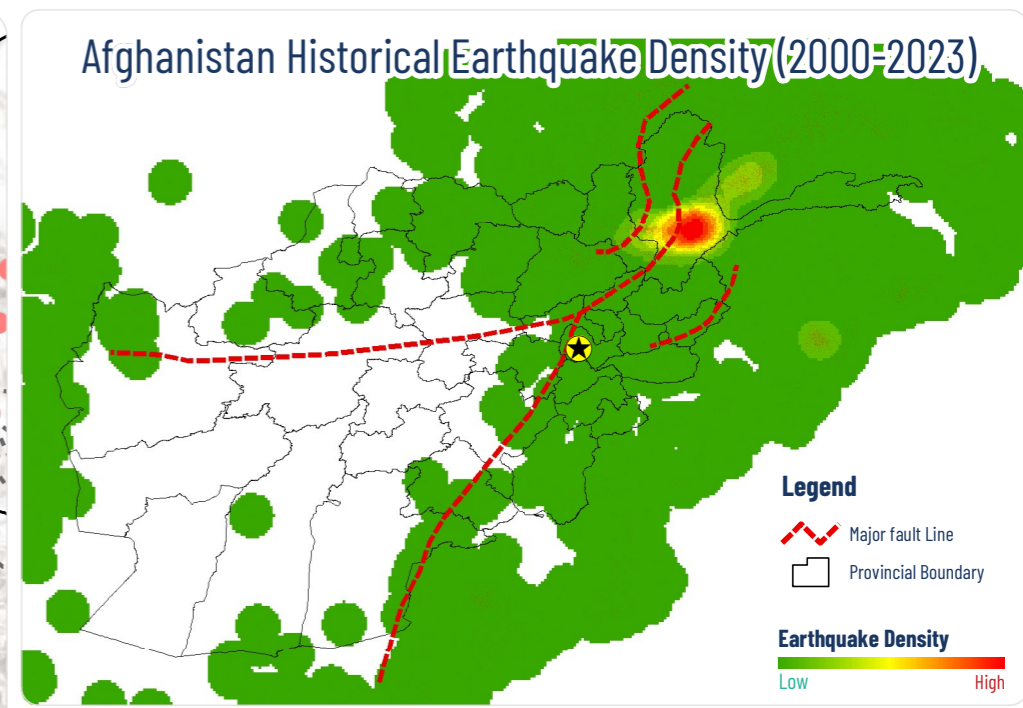 Afghanistan Historical Earthquake Density (2000-2023)
Legend
Major fault Line
Provincial Boundary
Earthquake Density
Low High